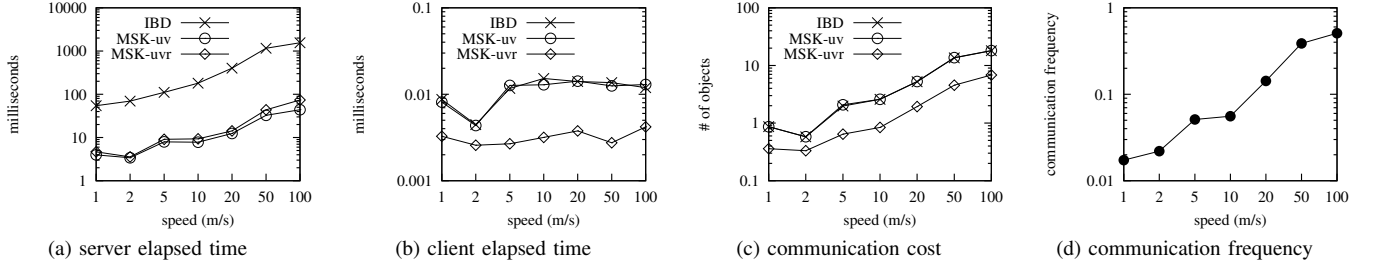 10000
1000
100
10
1
milliseconds
IBD
MSK-uv
MSK-uvr
1 2 5 10 20 50 100
speed (m/s)
(a) server elapsed time
0.1
0.01
0.001
milliseconds
IBD
MSK-uv
MSK-uvr
1 2 5 10 20 50 100
speed (m/s)
(b) client elapsed time
100
10
1
0.1
# of objects
IBD
MSK-uv
MSK-uvr
1 2 5 10 20 50 100
speed (m/s)
(c) communication cost
1
0.1
0.01
communication frequency
1 2 5 10 20 50 100
speed (m/s)
(d) communication frequency